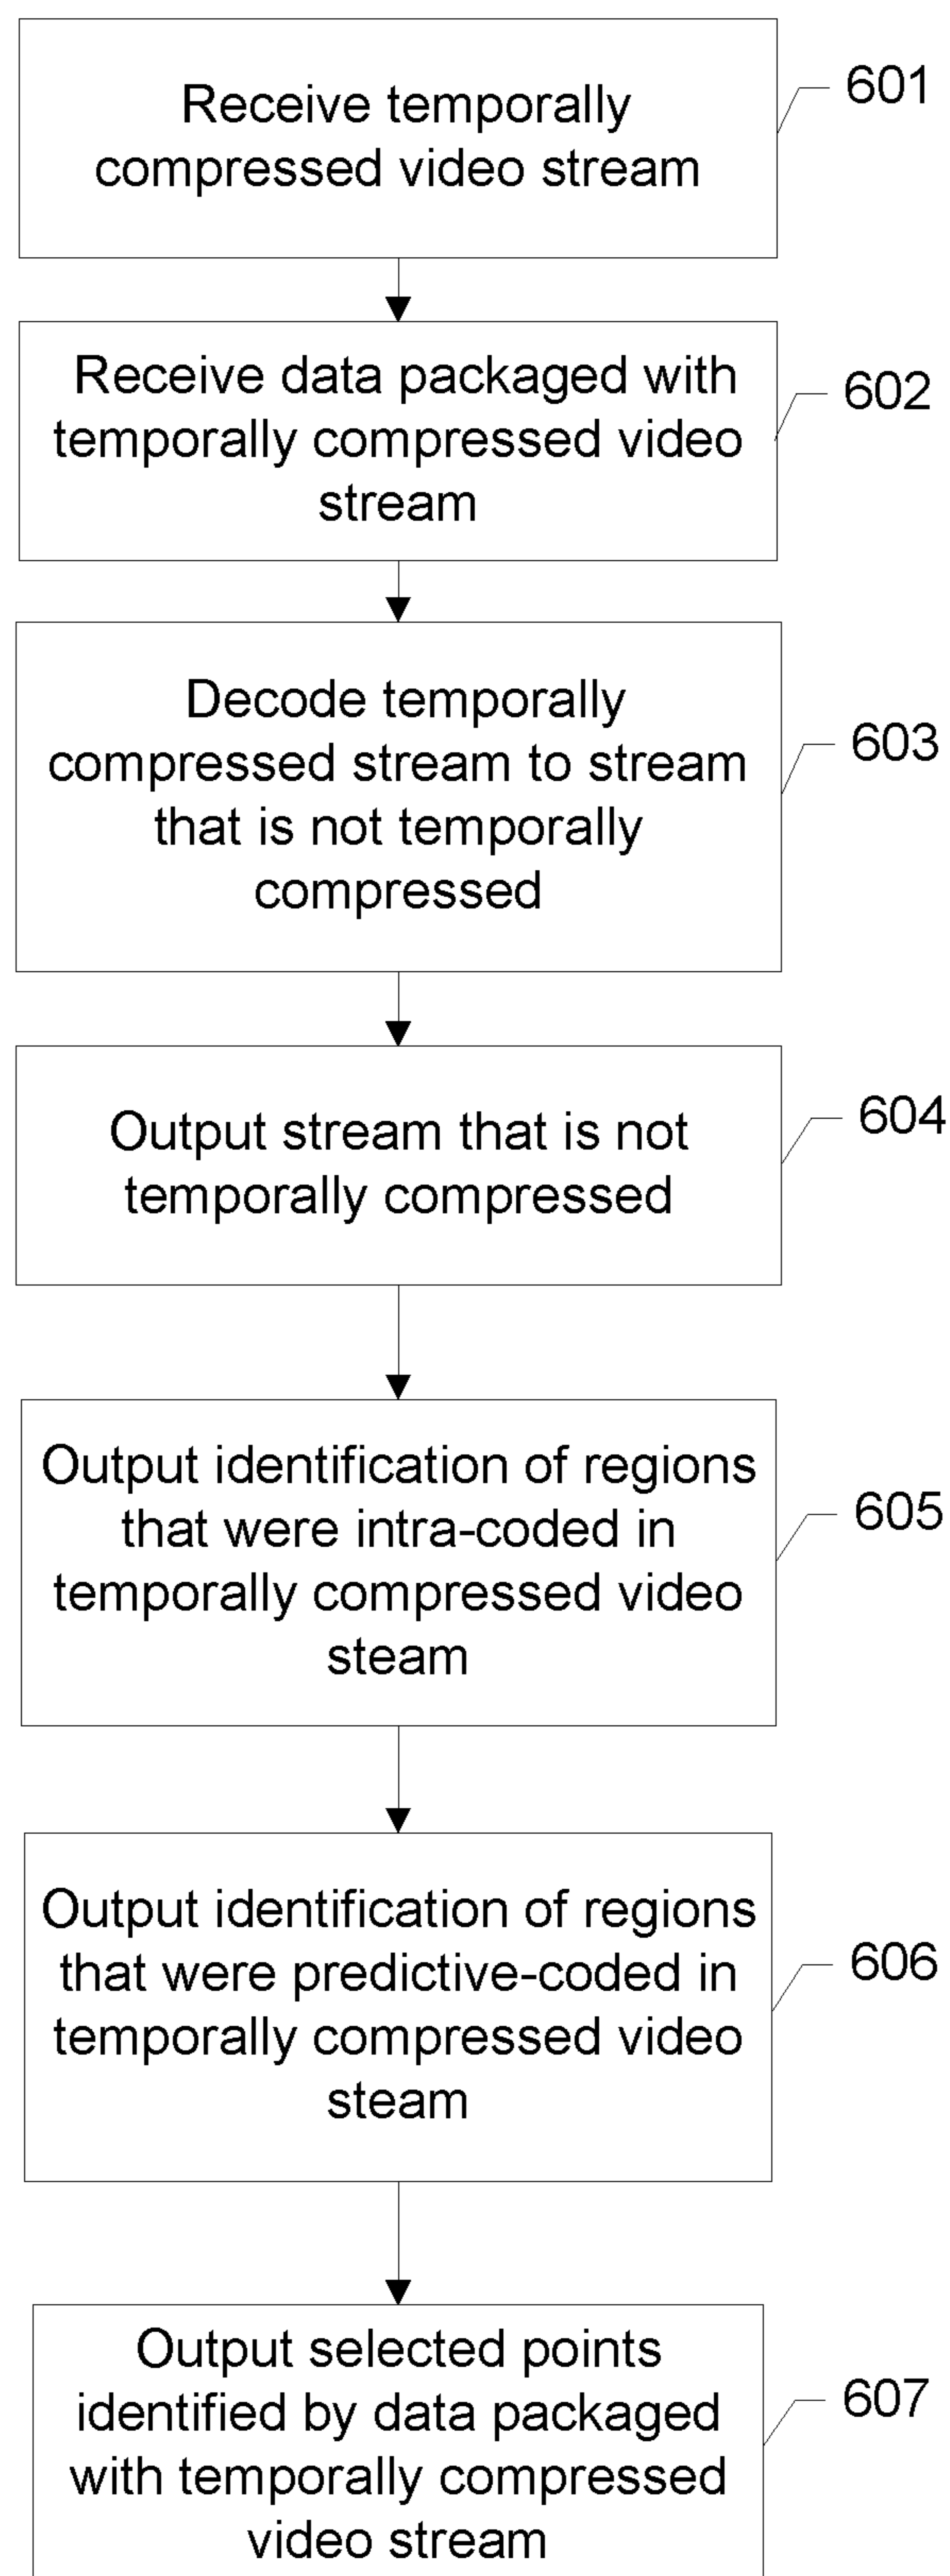 Receive temporally
compressed video stream
601
Receive data packaged with
temporally compressed video
stream
602
Decode temporally
compressed stream to stream
that is not temporally
compressed
603
Output stream that is not
temporally compressed
604
Output identification of regions
that were intra-coded in
temporally compressed video
steam
605
Output identification of regions
that were predictive-coded in
temporally compressed video
steam
606
Output selected points
identified by data packaged
with temporally compressed
video stream
607